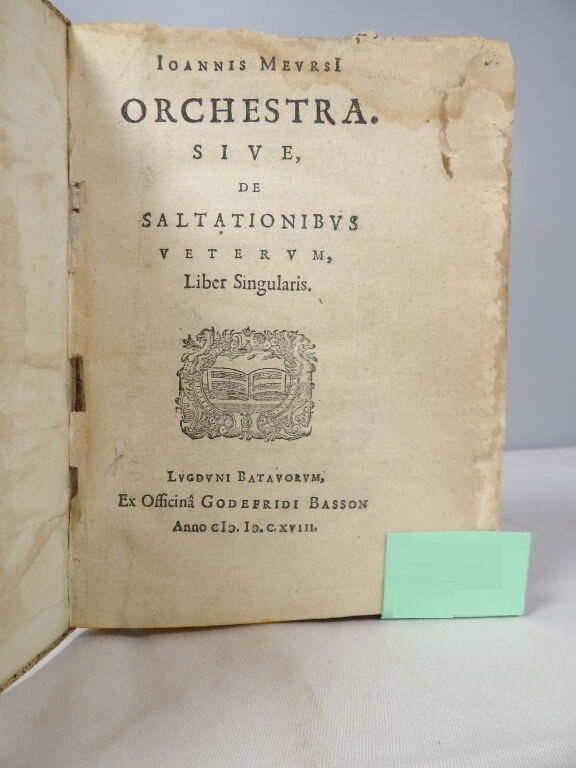 IOANNIS MEVRSI
ORCHESTRA.
SIVE,
DE
SALTATIONIBVS
VETERVM,
Liber Singularis.
LVGDVNI BATAVORVM,
Ex Officinâ GODEFRIDI BASSON
Anno cIↄ. Iↄ. c. xvIII.